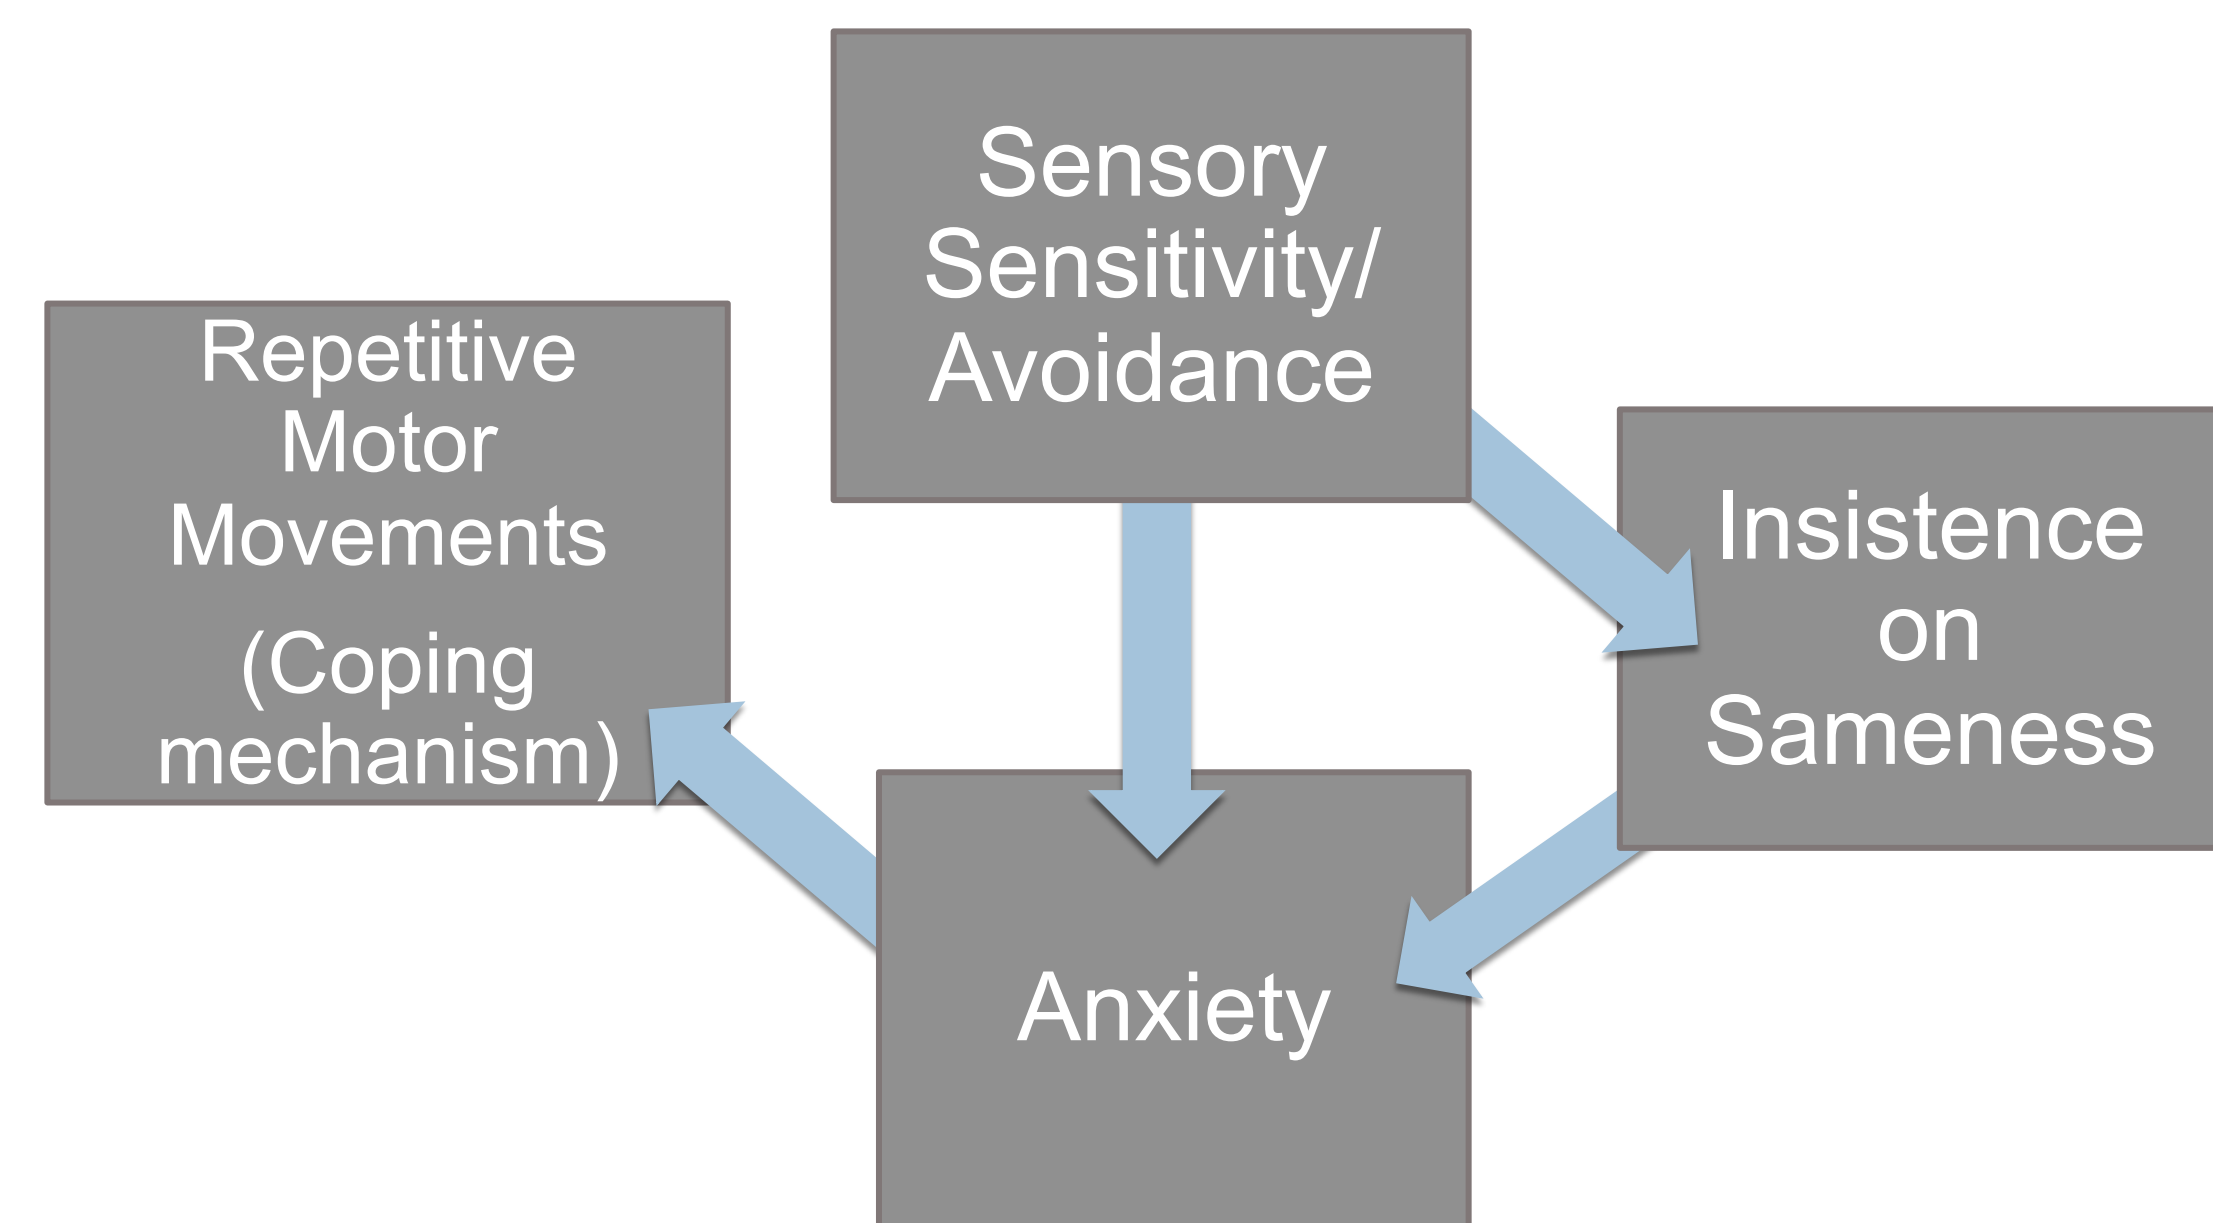 Sensory
Sensitivity/
Avoidance
Repetitive
Motor
Movements
(Coping
mechanism)
Insistence
on
Sameness
Anxiety